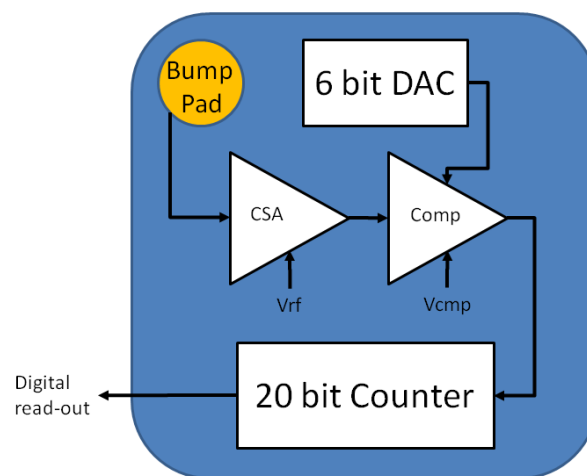 Bump
Pad
6 bit DAC
CSA
Comp
Vrf
Vcmp
20 bit Counter
Digital
read-out